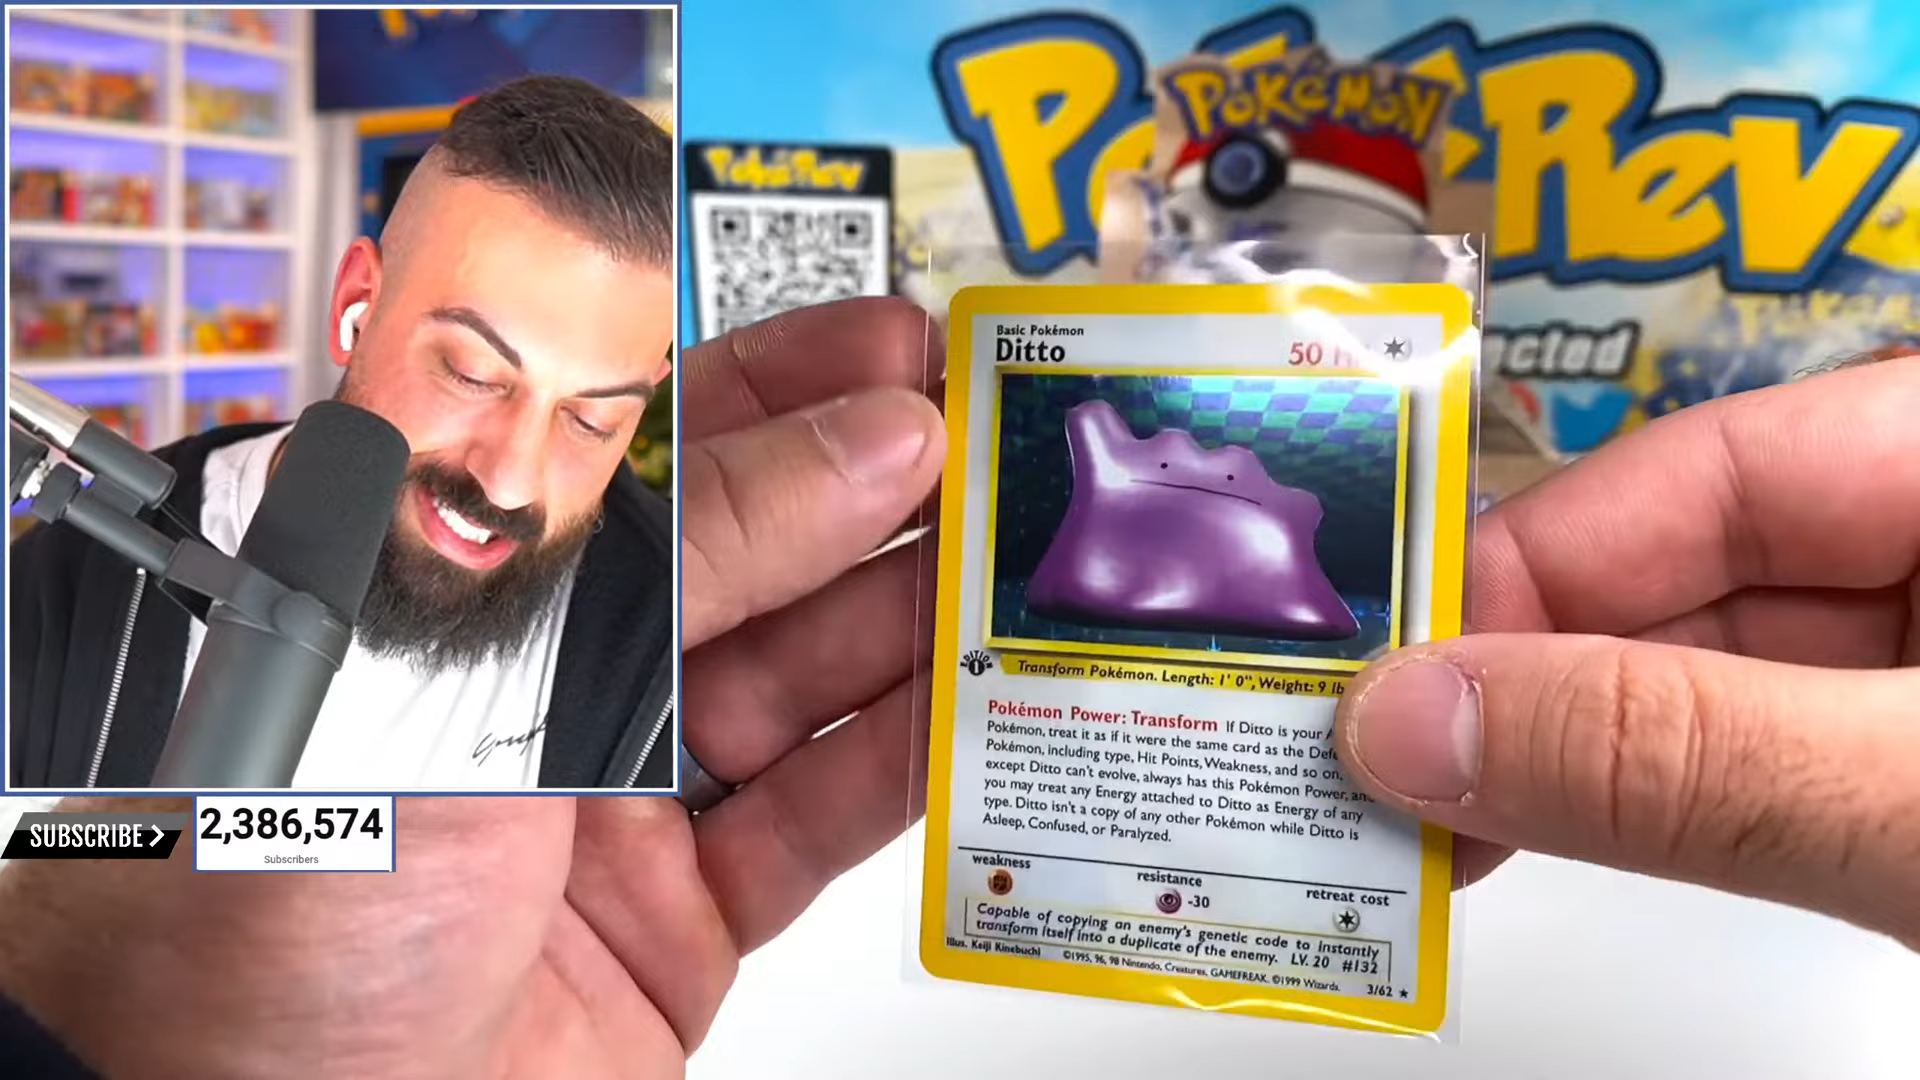 PokéRev
POKéMON
PokéRev
Basic Pokémon
Ditto
50
EDITION
1
Transform Pokémon. Length: 1' 0", Weight: 9 lb
Pokémon Power: Transform If Ditto is your
Pokémon, treat it as if it were the same card as the Defe
Pokémon, including type, Hit Points, Weakness, and so on,
except Ditto can't evolve, always has this Pokémon Power, and
you may treat any Energy attached to Ditto as Energy of any
type. Ditto isn't a copy of any other Pokémon while Ditto is
Asleep, Confused, or Paralyzed.
weakness
resistance
retreat cost
-30
Capable of copying an enemy's genetic code to instantly
transform itself into a duplicate of the enemy. LV. 20 #132
Illus. Keiji Kinebuchi ©1995, 96, 98 Nintendo, Creatures, GAMEFREAK. ©1999 Wizards. 3/62 ★
SUBSCRIBE >
2,386,574
Subscribers